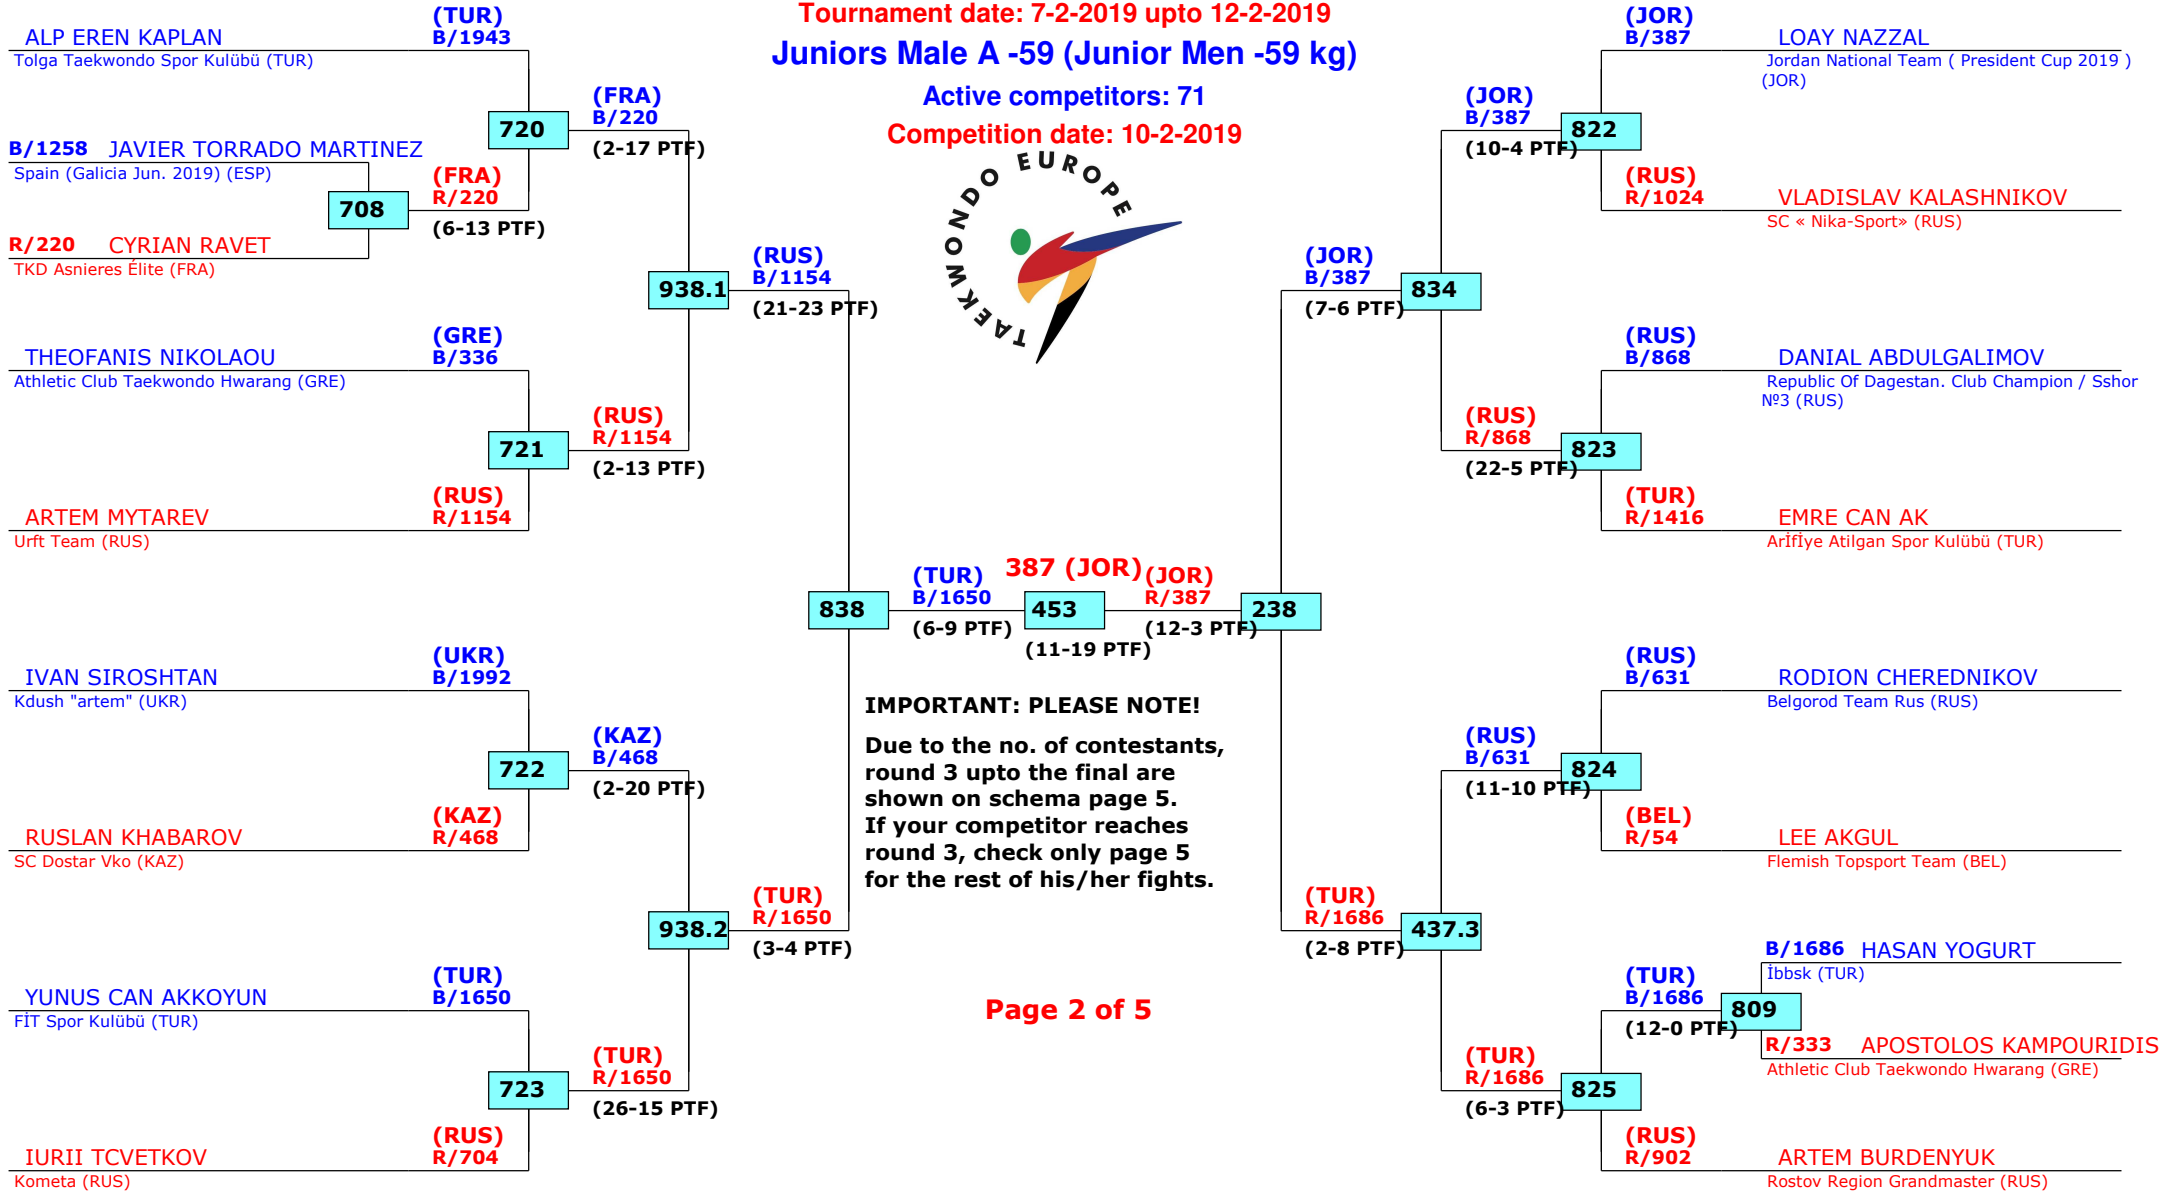 Tournament date: 7-2-2019 upto 12-2-2019
Juniors Male A -59 (Junior Men -59 kg)
Active competitors: 71
Competition date: 10-2-2019
TAEKWONDO EUROPE
(TUR)
ALP EREN KAPLAN B/1943
Tolga Taekwondo Spor Kulübü (TUR)
720
(FRA)
B/220
(2-17 PTF)
B/1258 JAVIER TORRADO MARTINEZ
Spain (Galicia Jun. 2019) (ESP)
708
(FRA)
R/220
(6-13 PTF)
R/220 CYRIAN RAVET
TKD Asnieres Élite (FRA)
938.1
(RUS)
B/1154
(21-23 PTF)
(GRE)
THEOFANIS NIKOLAOU B/336
Athletic Club Taekwondo Hwarang (GRE)
721
(RUS)
R/1154
(2-13 PTF)
(RUS)
ARTEM MYTAREV R/1154
Urft Team (RUS)
838
(TUR)
B/1650
(6-9 PTF)
387 (JOR)
453
(11-19 PTF)
(JOR)
R/387
(12-3 PTF)
238
(UKR)
IVAN SIROSHTAN B/1992
Kdush "artem" (UKR)
722
(KAZ)
B/468
(2-20 PTF)
(KAZ)
RUSLAN KHABAROV R/468
SC Dostar Vko (KAZ)
938.2
(TUR)
R/1650
(3-4 PTF)
(TUR)
YUNUS CAN AKKOYUN B/1650
FİT Spor Kulübü (TUR)
723
(TUR)
R/1650
(26-15 PTF)
(RUS)
IURII TCVETKOV R/704
Kometa (RUS)
IMPORTANT: PLEASE NOTE!
Due to the no. of contestants,
round 3 upto the final are
shown on schema page 5.
If your competitor reaches
round 3, check only page 5
for the rest of his/her fights.
Page 2 of 5
(JOR)
B/387 LOAY NAZZAL
Jordan National Team ( President Cup 2019 )
(JOR)
(JOR)
B/387
(10-4 PTF)
822
(RUS)
R/1024 VLADISLAV KALASHNIKOV
SC « Nika-Sport» (RUS)
(JOR)
B/387
(7-6 PTF)
834
(RUS)
B/868 DANIAL ABDULGALIMOV
Republic Of Dagestan. Club Champion / Sshor
№3 (RUS)
(RUS)
R/868
(22-5 PTF)
823
(TUR)
R/1416 EMRE CAN AK
Arİfİye Atilgan Spor Kulübü (TUR)
(RUS)
B/631 RODION CHEREDNIKOV
Belgorod Team Rus (RUS)
(RUS)
B/631
(11-10 PTF)
824
(BEL)
R/54 LEE AKGUL
Flemish Topsport Team (BEL)
(TUR)
R/1686
(2-8 PTF)
437.3
B/1686 HASAN YOGURT
İbbsk (TUR)
(TUR)
B/1686
(12-0 PTF)
809
R/333 APOSTOLOS KAMPOURIDIS
Athletic Club Taekwondo Hwarang (GRE)
(TUR)
R/1686
(6-3 PTF)
825
(RUS)
R/902 ARTEM BURDENYUK
Rostov Region Grandmaster (RUS)